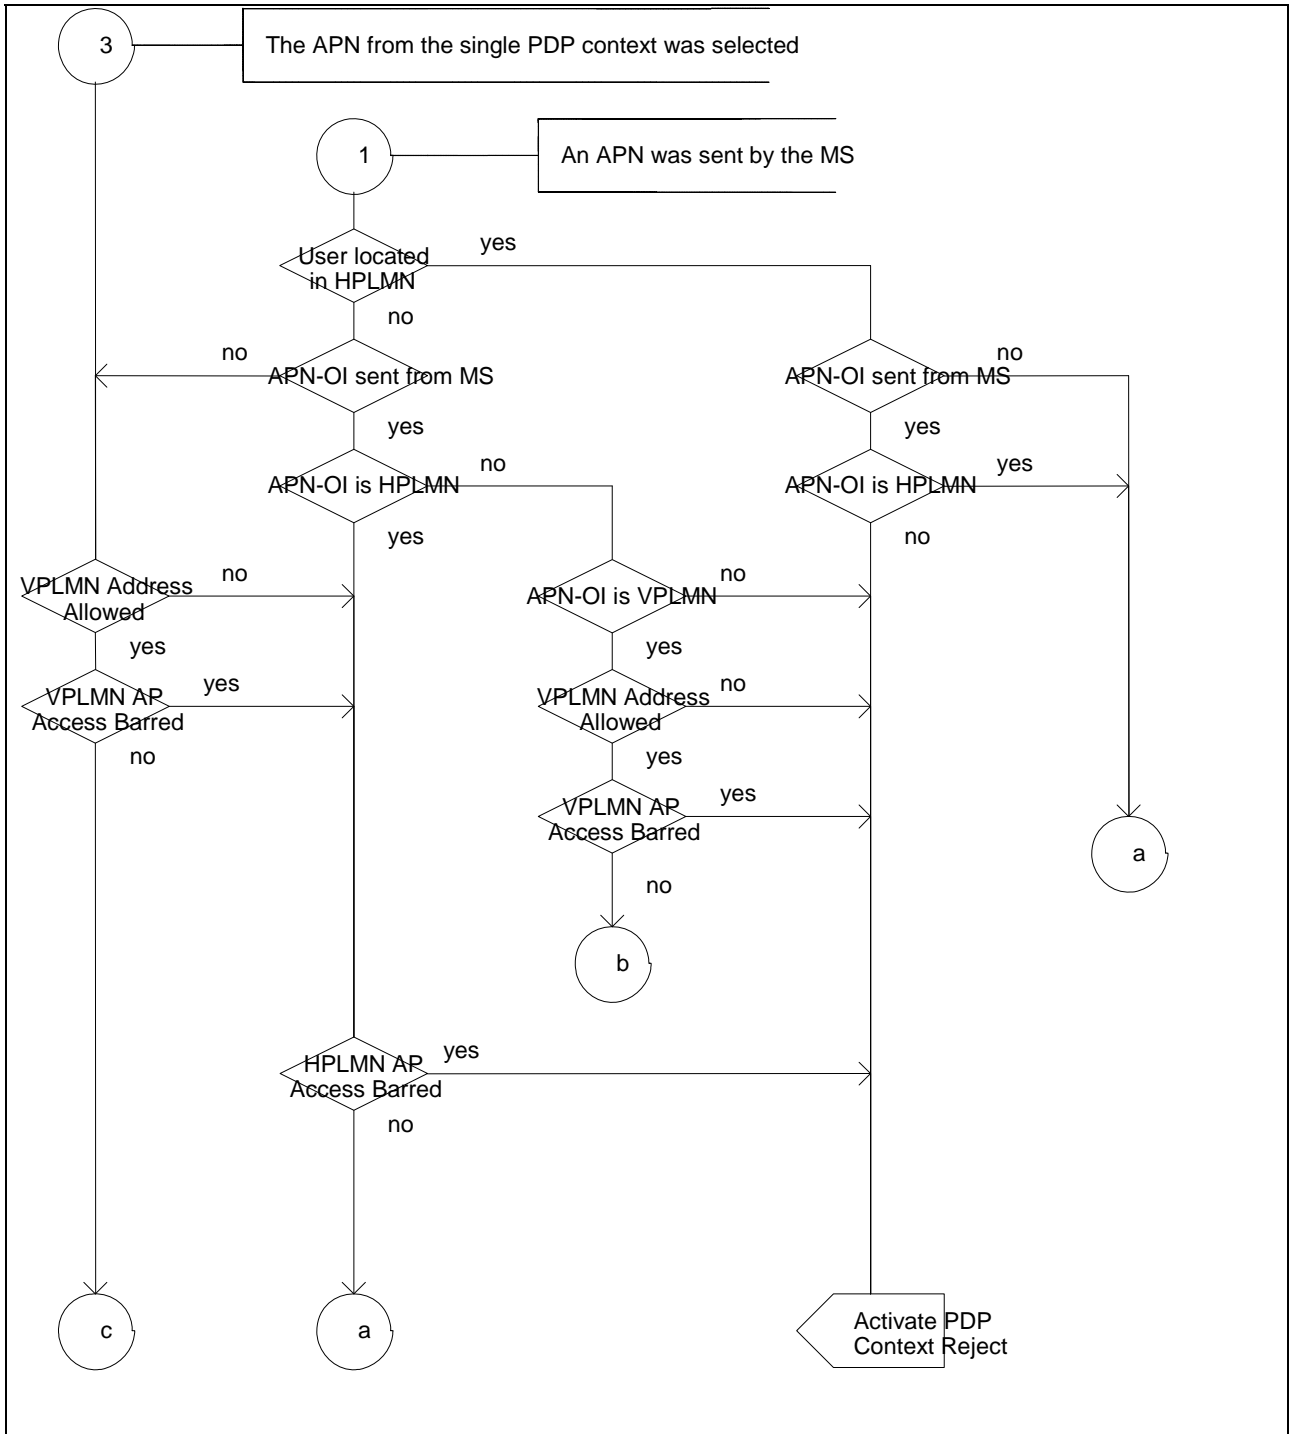 3
The APN from the single PDP context was selected
1
An APN was sent by the MS
User located
in HPLMN
yes
no
no
APN-OI sent from MS
yes
APN-OI sent from MS
no
yes
APN-OI is HPLMN
no
yes
APN-OI is HPLMN
yes
no
VPLMN Address
Allowed
no
yes
APN-OI is VPLMN
no
yes
VPLMN AP
Access Barred
yes
no
VPLMN Address
Allowed
no
yes
VPLMN AP
Access Barred
yes
no
a
b
HPLMN AP
Access Barred
yes
no
c
a
Activate PDP
Context Reject